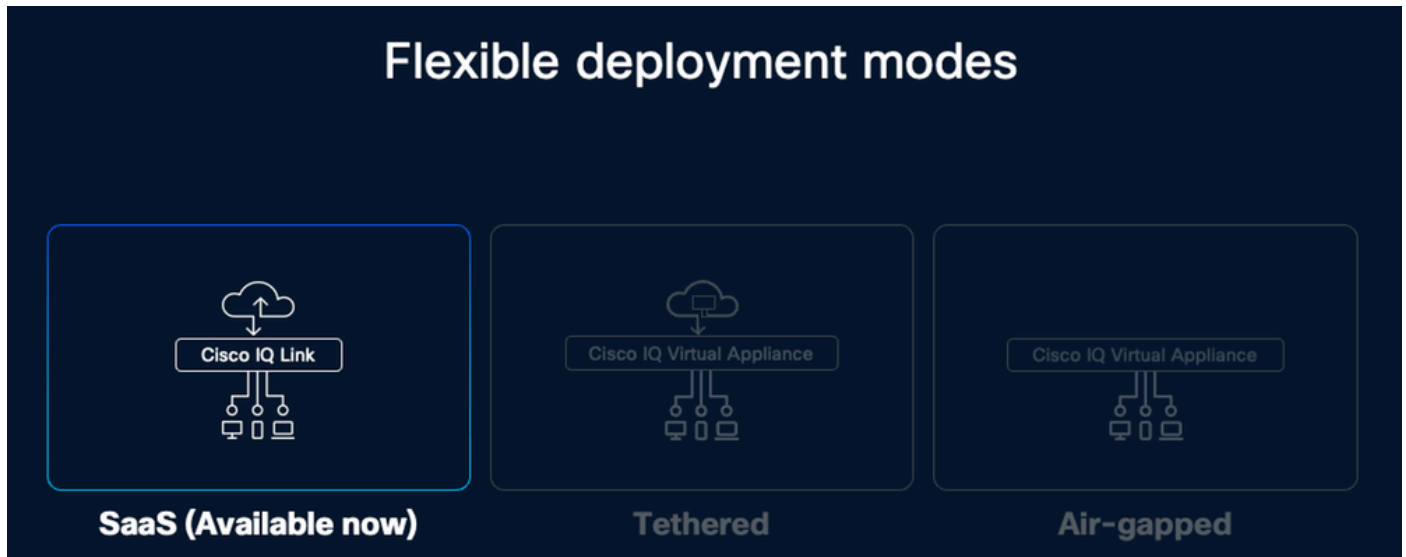 Flexible deployment modes
Cisco IQ Link
Cisco IQ Virtual Appliance
Cisco IQ Virtual Appliance
SaaS (Available now)
Tethered
Air-gapped